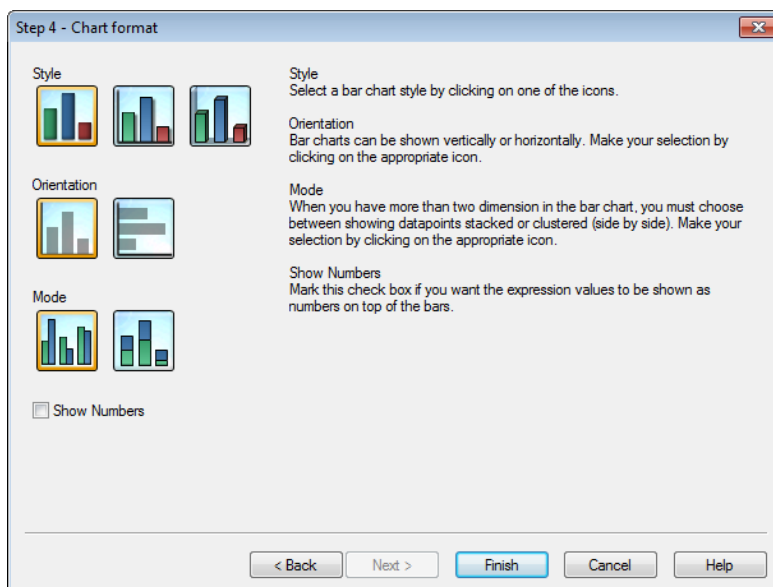 Step 4 - Chart format
Style
Orientation
Mode
Show Numbers
Style
Select a bar chart style by clicking on one of the icons.
Orientation
Bar charts can be shown vertically or horizontally. Make your selection by
clicking on the appropriate icon.
Mode
When you have more than two dimension in the bar chart, you must choose
between showing datapoints stacked or clustered (side by side). Make your
selection by clicking on the appropriate icon.
Show Numbers
Mark this check box if you want the expression values to be shown as
numbers on top of the bars.
< Back
Next >
Finish
Cancel
Help